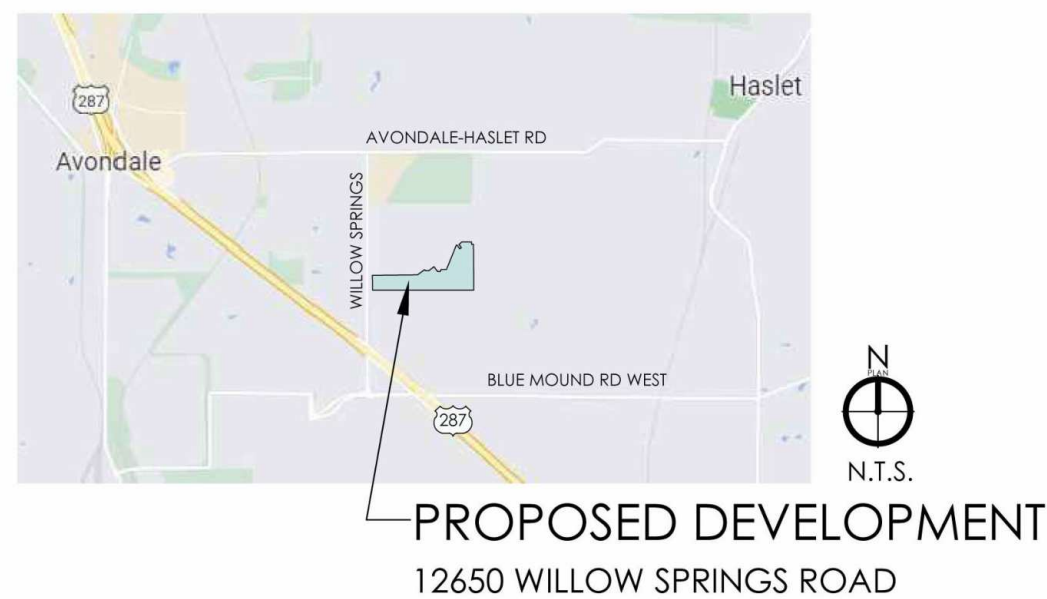 Haslet
287
AVONDALE-HASLET RD
Avondale
WILLOW SPRINGS
N
PLAN
BLUE MOUND RD WEST
287
N.T.S.
PROPOSED DEVELOPMENT
12650 WILLOW SPRINGS ROAD